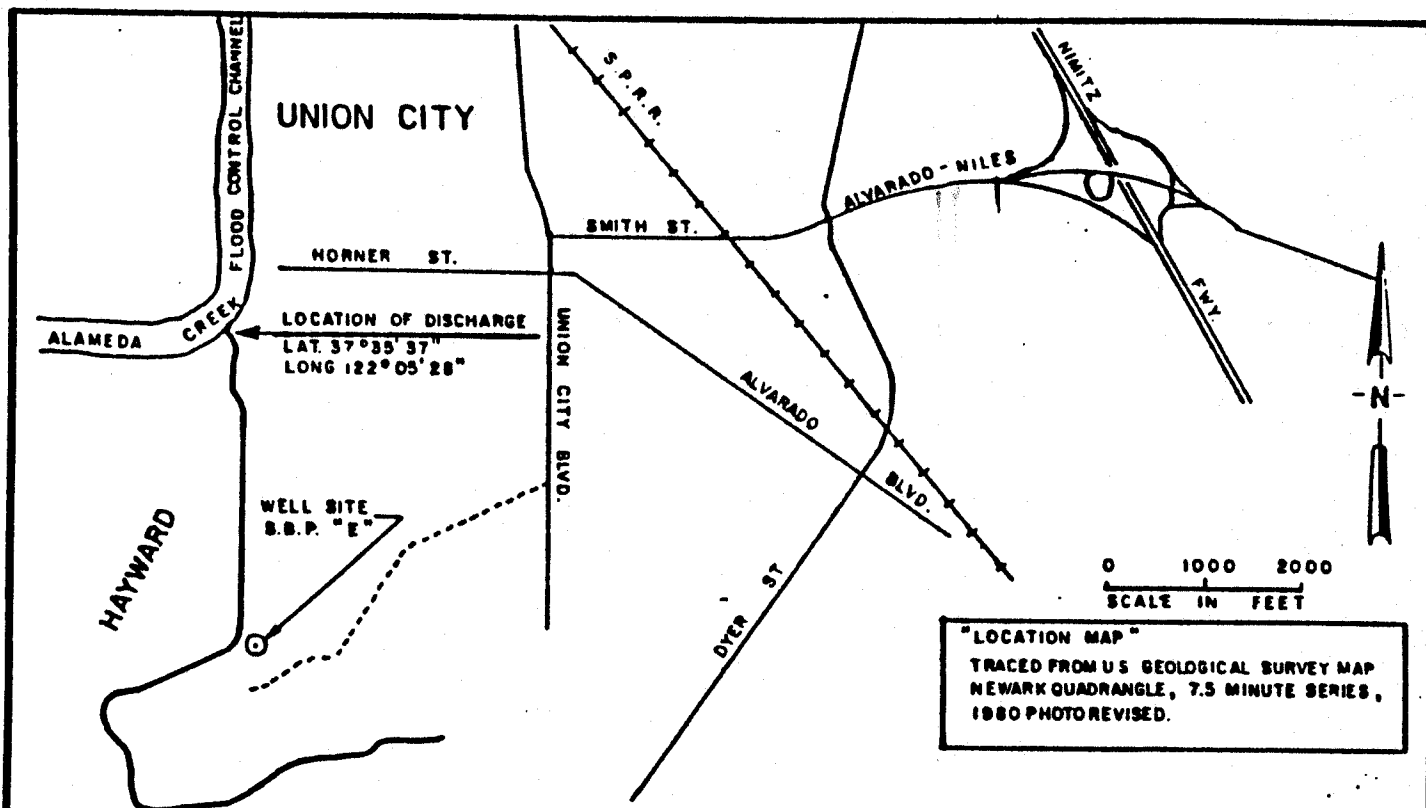 FLOOD CONTROL CHANNEL
UNION CITY
S.P.R.R.
NIMITZ
ALVARADO - NILES
SMITH ST.
HORNER ST.
FWY.
ALAMEDA CREEK
LOCATION OF DISCHARGE
LAT. 37° 35' 37"
LONG 122° 05' 28"
UNION CITY BLVD.
ALVARADO BLVD.
-N-
WELL SITE
S.B.P. "E"
HAYWARD
DYER ST
0 1000 2000
SCALE IN FEET
"LOCATION MAP"
TRACED FROM U S GEOLOGICAL SURVEY MAP
NEWARK QUADRANGLE, 7.5 MINUTE SERIES,
1980 PHOTOREVISED.